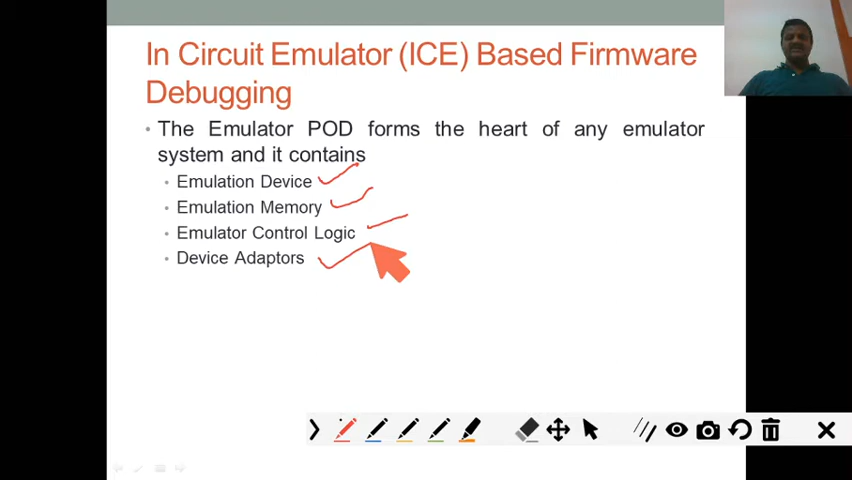 In Circuit Emulator (ICE) Based Firmware
Debugging
• The Emulator POD forms the heart of any emulator
system and it contains
• Emulation Device
• Emulation Memory
• Emulator Control Logic
• Device Adaptors